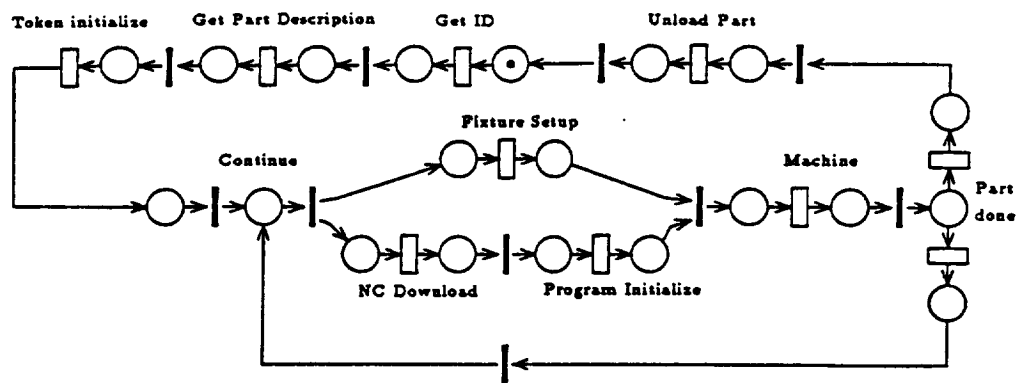 Token initialize
Get Part Description
Get ID
Unload Part
Fixture Setup
Continue
Machine
Part
done
NC Download
Program Initialize